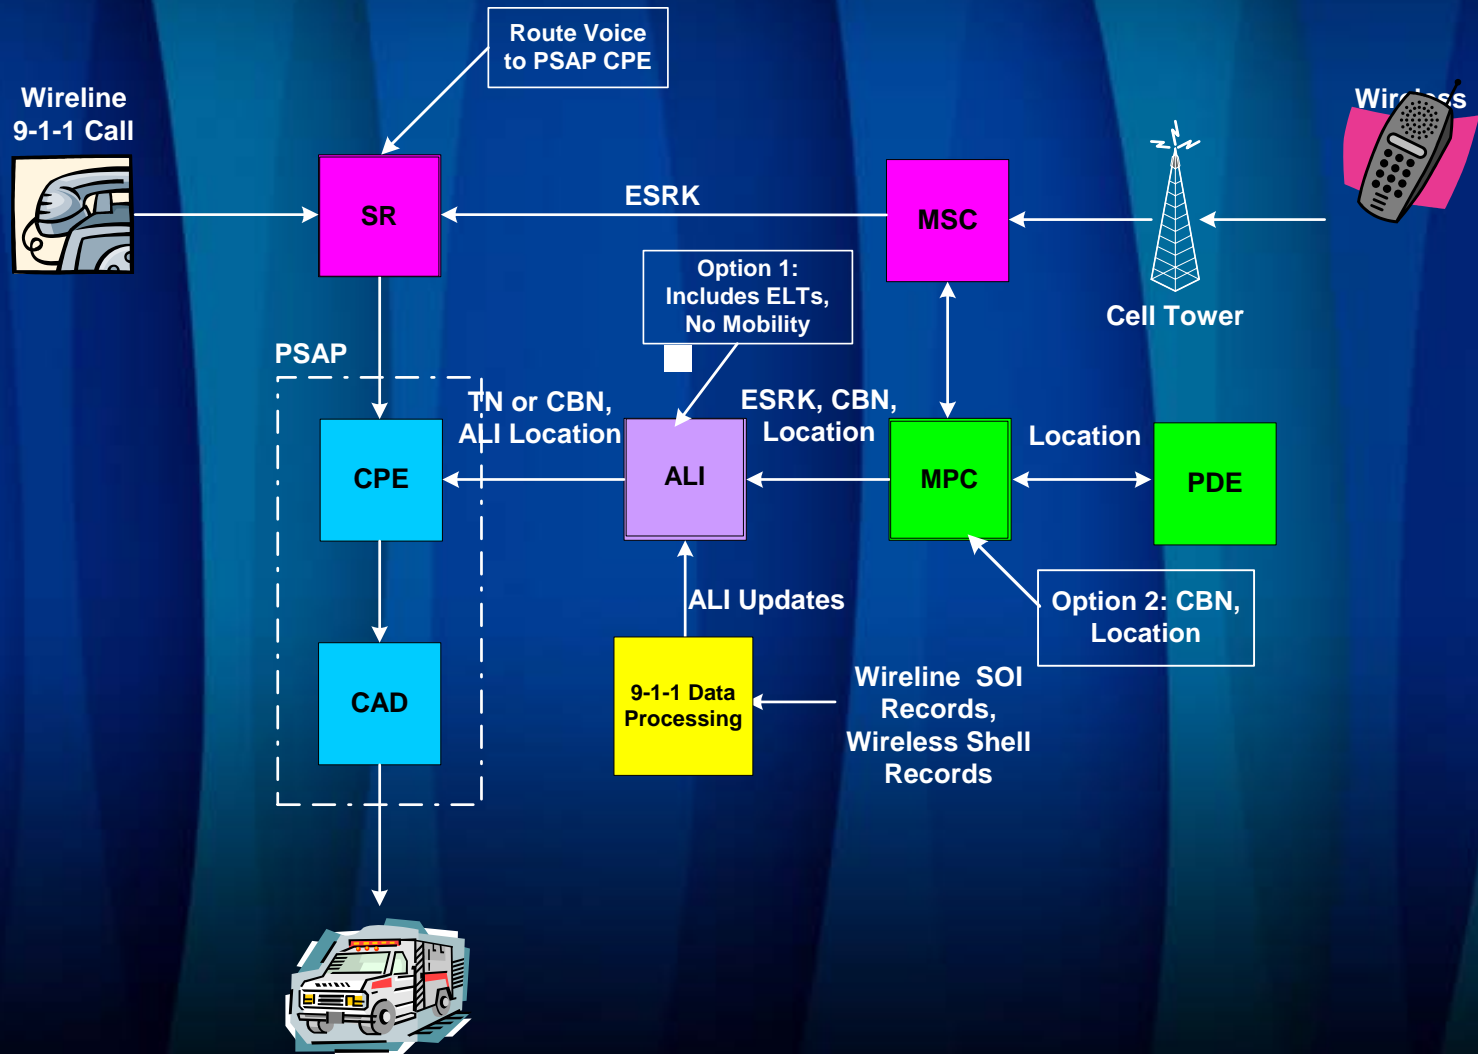 Route Voice
to PSAP CPE
Wireline
9-1-1 Call
Wireless
SR
ESRK
MSC
Option 1:
Includes ELTs,
No Mobility
Cell Tower
PSAP
TN or CBN,
ALI Location
ESRK, CBN,
Location
Location
CPE
ALI
MPC
PDE
ALI Updates
Option 2: CBN,
Location
CAD
9-1-1 Data
Processing
Wireline SOI
Records,
Wireless Shell
Records